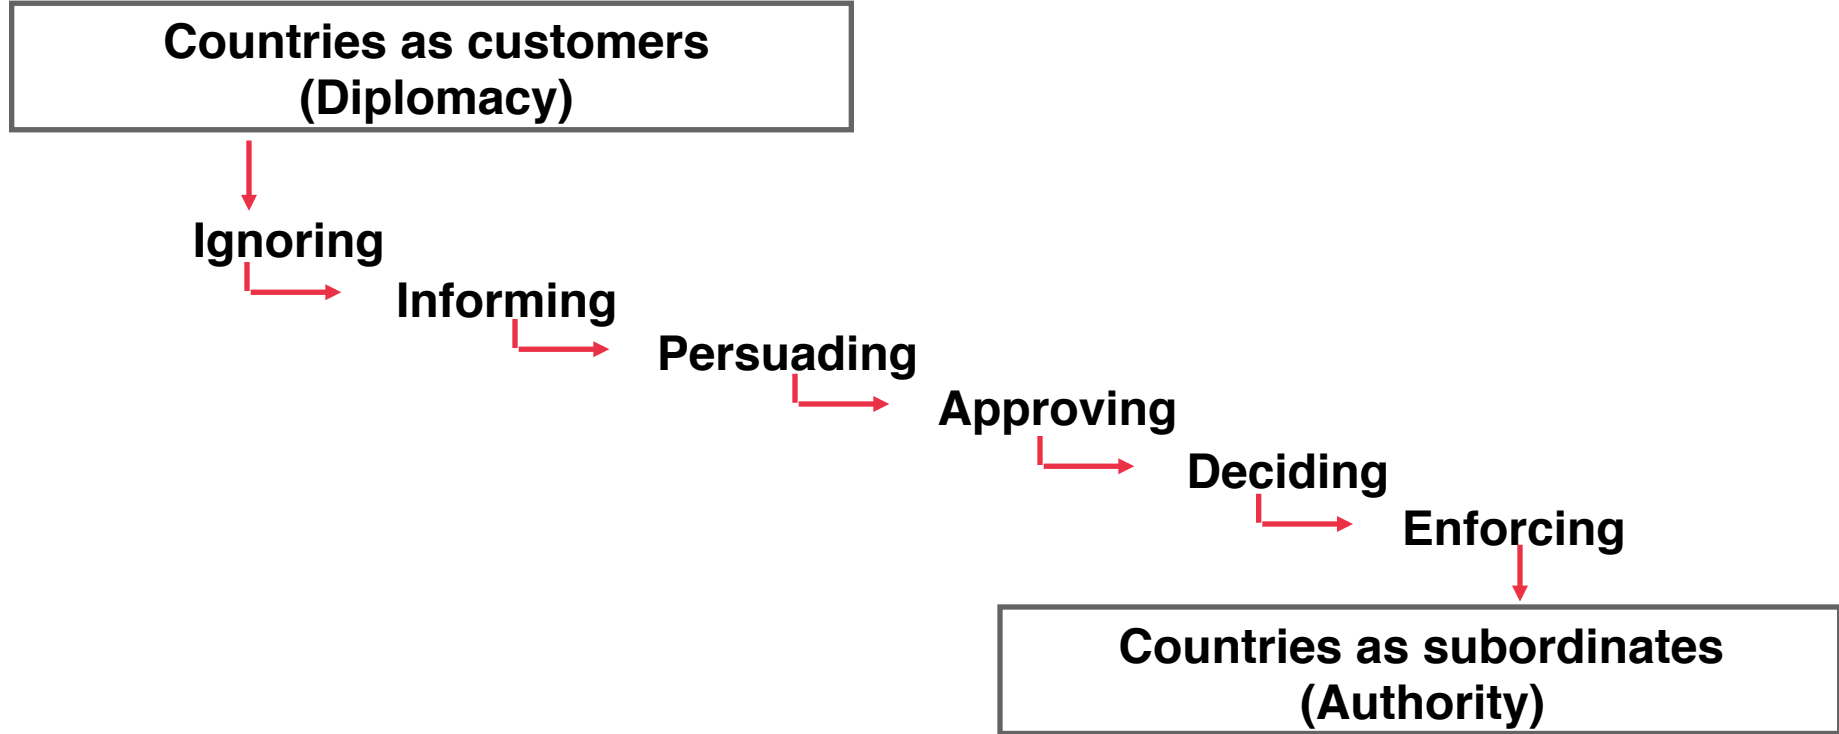 Countries as customers
(Diplomacy)
Ignoring
Informing
Persuading
Approving
Deciding
Enforcing
Countries as subordinates
(Authority)